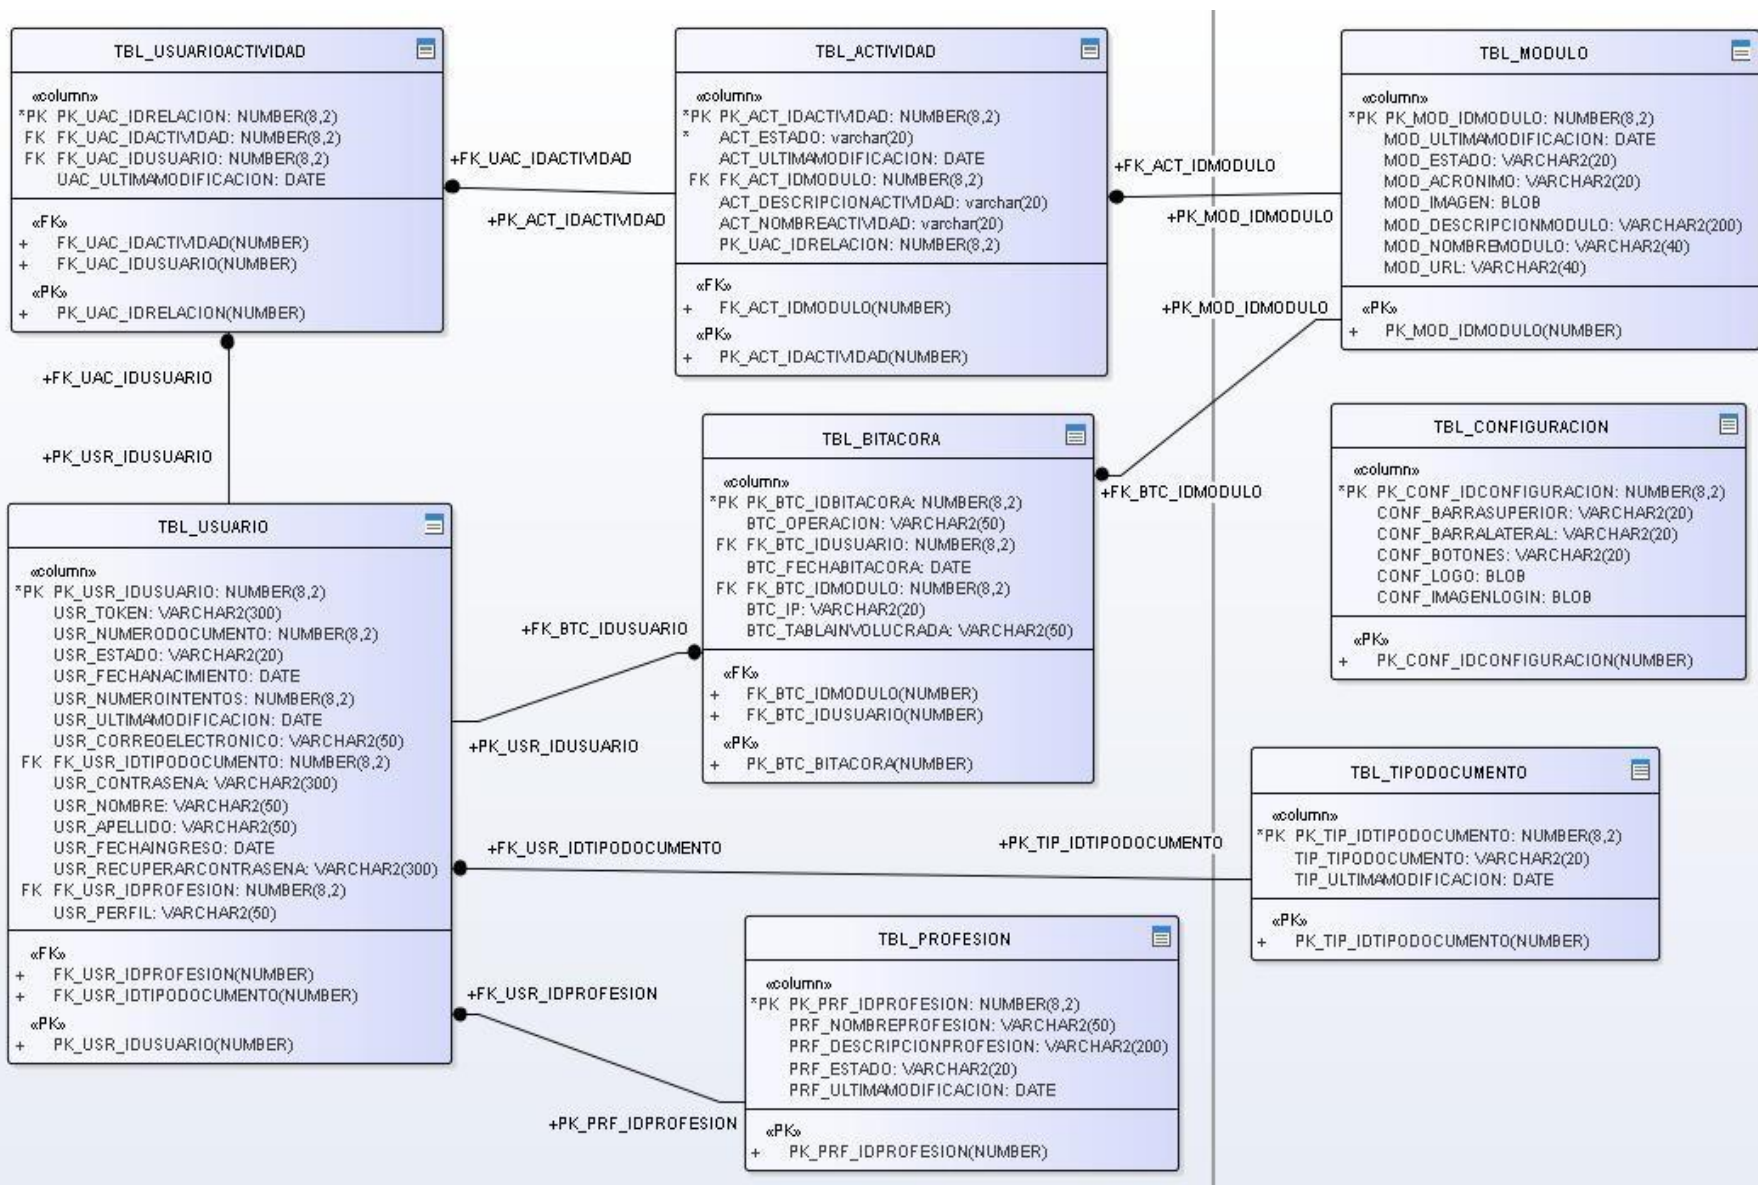 TBL_USUARIOACTIVIDAD
«column»
*PK PK_UAC_IDRELACION: NUMBER(8,2)
FK FK_UAC_IDACTIVIDAD: NUMBER(8,2)
FK FK_UAC_IDUSUARIO: NUMBER(8,2)
UAC_ULTIMAMODIFICACION: DATE
«FK»
+ FK_UAC_IDACTIVIDAD(NUMBER)
+ FK_UAC_IDUSUARIO(NUMBER)
«PK»
+ PK_UAC_IDRELACION(NUMBER)
+FK_UAC_IDACTIVIDAD
+PK_ACT_IDACTIVIDAD
TBL_ACTIVIDAD
«column»
*PK PK_ACT_IDACTIVIDAD: NUMBER(8,2)
* ACT_ESTADO: varchar(20)
ACT_ULTIMAMODIFICACION: DATE
FK FK_ACT_IDMODULO: NUMBER(8,2)
ACT_DESCRIPCIONACTIVIDAD: varchar(20)
ACT_NOMBREACTIVIDAD: varchar(20)
PK_UAC_IDRELACION: NUMBER(8,2)
«FK»
+ FK_ACT_IDMODULO(NUMBER)
«PK»
+ PK_ACT_IDACTIVIDAD(NUMBER)
+FK_ACT_IDMODULO
+PK_MOD_IDMODULO
TBL_MODULO
«column»
*PK PK_MOD_IDMODULO: NUMBER(8,2)
MOD_ULTIMAMODIFICACION: DATE
MOD_ESTADO: VARCHAR2(20)
MOD_ACRONIMO: VARCHAR2(20)
MOD_IMAGEN: BLOB
MOD_DESCRIPCIONMODULO: VARCHAR2(200)
MOD_NOMBREMODULO: VARCHAR2(40)
MOD_URL: VARCHAR2(40)
«PK»
+ PK_MOD_IDMODULO(NUMBER)
+PK_MOD_IDMODULO
+FK_BTC_IDMODULO
+FK_UAC_IDUSUARIO
+PK_USR_IDUSUARIO
TBL_BITACORA
«column»
*PK PK_BTC_IDBITACORA: NUMBER(8,2)
BTC_OPERACION: VARCHAR2(50)
FK FK_BTC_IDUSUARIO: NUMBER(8,2)
BTC_FECHABITACORA: DATE
FK FK_BTC_IDMODULO: NUMBER(8,2)
BTC_IP: VARCHAR2(20)
BTC_TABLAINVOLUCRADA: VARCHAR2(50)
«FK»
+ FK_BTC_IDMODULO(NUMBER)
+ FK_BTC_IDUSUARIO(NUMBER)
«PK»
+ PK_BTC_BITACORA(NUMBER)
TBL_CONFIGURACION
«column»
*PK PK_CONF_IDCONFIGURACION: NUMBER(8,2)
CONF_BARRASUPERIOR: VARCHAR2(20)
CONF_BARRALATERAL: VARCHAR2(20)
CONF_BOTONES: VARCHAR2(20)
CONF_LOGO: BLOB
CONF_IMAGENLOGIN: BLOB
«PK»
+ PK_CONF_IDCONFIGURACION(NUMBER)
TBL_USUARIO
«column»
*PK PK_USR_IDUSUARIO: NUMBER(8,2)
USR_TOKEN: VARCHAR2(300)
USR_NUMERODOCUMENTO: NUMBER(8,2)
USR_ESTADO: VARCHAR2(20)
USR_FECHANACIMIENTO: DATE
USR_NUMEROINTENTOS: NUMBER(8,2)
USR_ULTIMAMODIFICACION: DATE
USR_CORREOELECTRONICO: VARCHAR2(50)
FK FK_USR_IDTIPODOCUMENTO: NUMBER(8,2)
USR_CONTRASENA: VARCHAR2(300)
USR_NOMBRE: VARCHAR2(50)
USR_APELLIDO: VARCHAR2(50)
USR_FECHAINGRESO: DATE
USR_RECUPERARCONTRASENA: VARCHAR2(300)
FK FK_USR_IDPROFESION: NUMBER(8,2)
USR_PERFIL: VARCHAR2(50)
«FK»
+ FK_USR_IDPROFESION(NUMBER)
+ FK_USR_IDTIPODOCUMENTO(NUMBER)
«PK»
+ PK_USR_IDUSUARIO(NUMBER)
+FK_BTC_IDUSUARIO
+PK_USR_IDUSUARIO
+FK_USR_IDTIPODOCUMENTO
+PK_TIP_IDTIPODOCUMENTO
TBL_TIPODOCUMENTO
«column»
*PK PK_TIP_IDTIPODOCUMENTO: NUMBER(8,2)
TIP_TIPODOCUMENTO: VARCHAR2(20)
TIP_ULTIMAMODIFICACION: DATE
«PK»
+ PK_TIP_IDTIPODOCUMENTO(NUMBER)
+FK_USR_IDPROFESION
+PK_PRF_IDPROFESION
TBL_PROFESION
«column»
*PK PK_PRF_IDPROFESION: NUMBER(8,2)
PRF_NOMBREPROFESION: VARCHAR2(50)
PRF_DESCRIPCIONPROFESION: VARCHAR2(200)
PRF_ESTADO: VARCHAR2(20)
PRF_ULTIMAMODIFICACION: DATE
«PK»
+ PK_PRF_IDPROFESION(NUMBER)